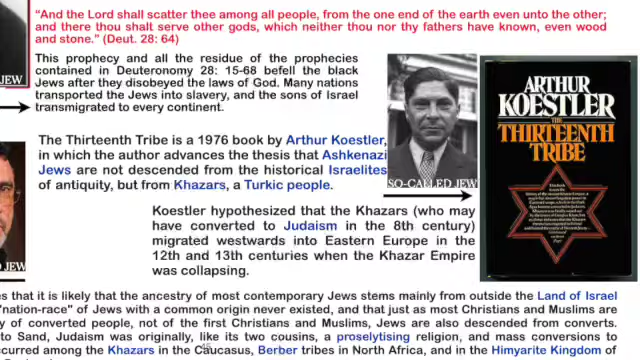 "And the Lord shall scatter thee among all people, from the one end of the earth even unto the other;
and there thou shalt serve other gods, which neither thou nor thy fathers have known, even wood
and stone." (Deut. 28: 64)
JEW
This prophecy and all the residue of the prophecies
contained in Deuteronomy 28: 15-68 befell the black
Jews after they disobeyed the laws of God. Many nations
transported the Jews into slavery, and the sons of Israel
transmigrated to every continent.
The Thirteenth Tribe is a 1976 book by Arthur Koestler,
in which the author advances the thesis that Ashkenazi
Jews are not descended from the historical Israelites
of antiquity, but from Khazars, a Turkic people.
SO-CALLED JEW
ARTHUR
KOESTLER
THE
THIRTEENTH
TRIBE
Koestler hypothesized that the Khazars (who may
have converted to Judaism in the 8th century)
migrated westwards into Eastern Europe in the
12th and 13th centuries when the Khazar Empire
was collapsing.
D JEW
es that it is likely that the ancestry of most contemporary Jews stems mainly from outside the Land of Israel
"nation-race" of Jews with a common origin never existed, and that just as most Christians and Muslims are
y of converted people, not of the first Christians and Muslims, Jews are also descended from converts.
to Sand, Judaism was originally, like its two cousins, a proselytising religion, and mass conversions to
ccurred among the Khazars in the Caucasus, Berber tribes in North Africa, and in the Himyarite Kingdom of